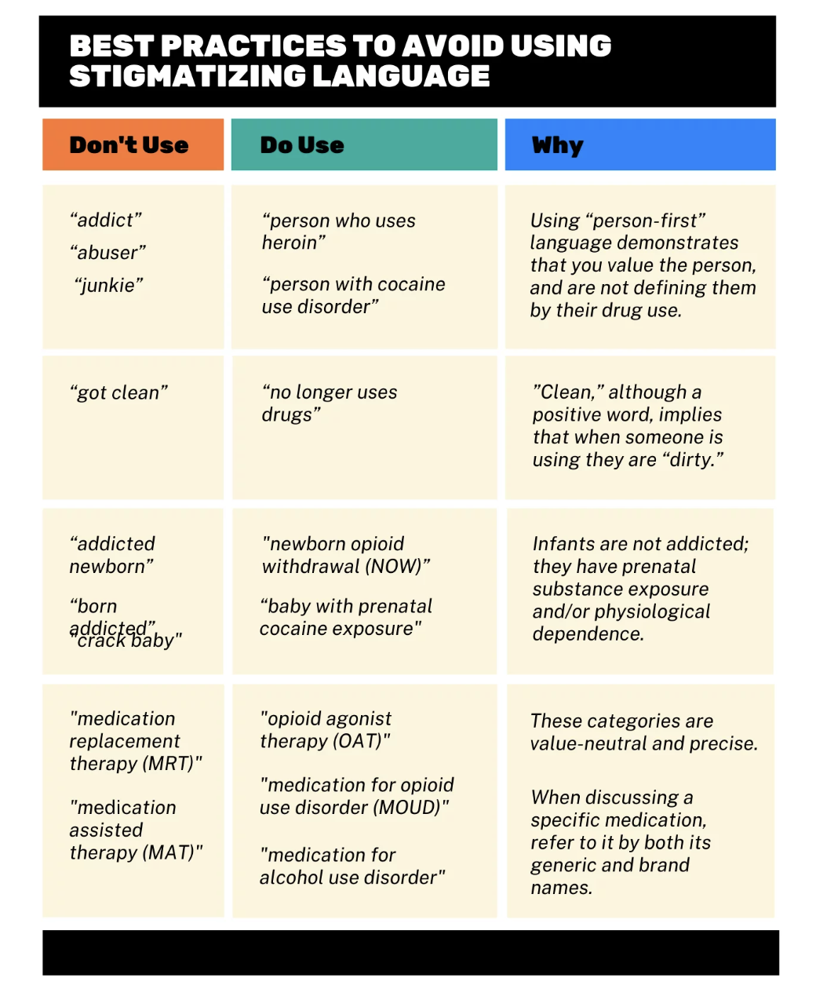 BEST PRACTICES TO AVOID USING
STIGMATIZING LANGUAGE
Don't Use
Do Use
Why
“addict”
“abuser”
“junkie”
“person who uses
heroin”
“person with cocaine
use disorder”
Using “person-first”
language demonstrates
that you value the person,
and are not defining them
by their drug use.
“got clean”
“no longer uses
drugs”
”Clean,” although a
positive word, implies
that when someone is
using they are “dirty.”
“addicted
newborn”
“born
addicted”
"crack baby"
"newborn opioid
withdrawal (NOW)”
“baby with prenatal
cocaine exposure"
Infants are not addicted;
they have prenatal
substance exposure
and/or physiological
dependence.
"medication
replacement
therapy (MRT)"
"medication
assisted
therapy (MAT)"
"opioid agonist
therapy (OAT)"
"medication for opioid
use disorder (MOUD)"
"medication for
alcohol use disorder"
These categories are
value-neutral and precise.
When discussing a
specific medication,
refer to it by both its
generic and brand
names.